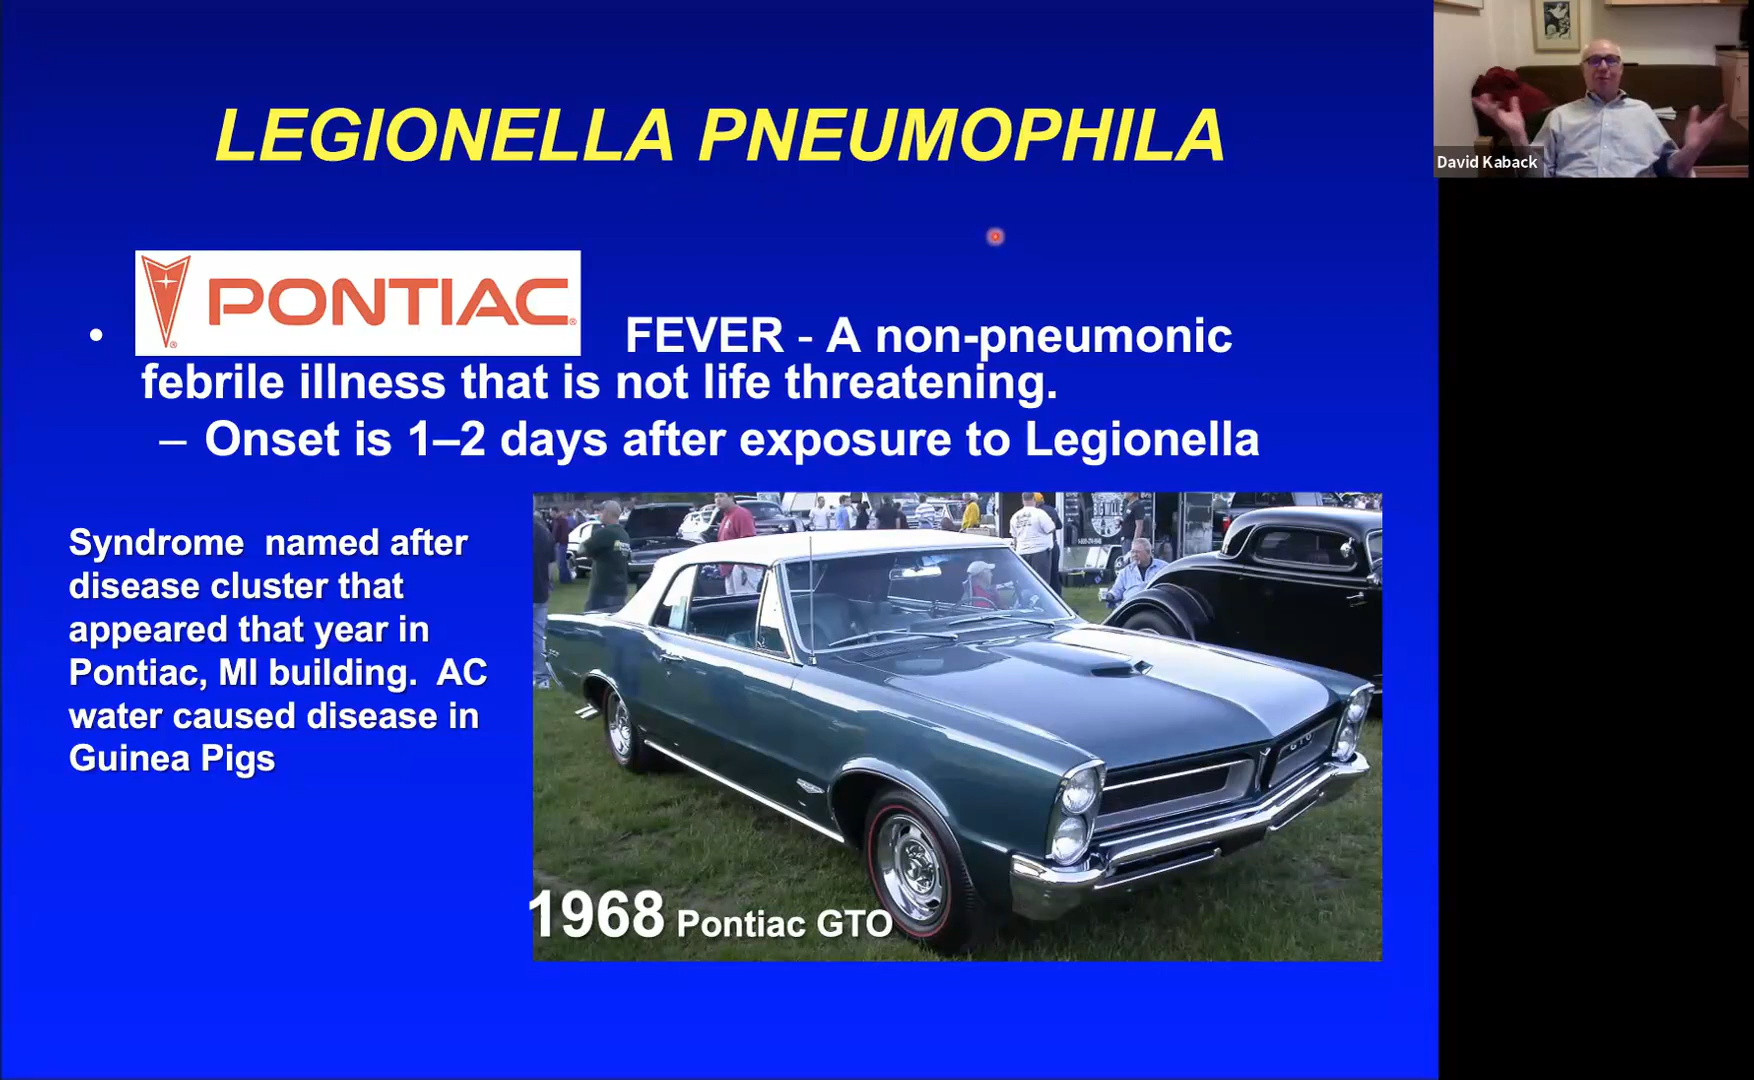 LEGIONELLA PNEUMOPHILA
David Kaback
• PONTIAC® FEVER - A non-pneumonic
febrile illness that is not life threatening.
– Onset is 1–2 days after exposure to Legionella
Syndrome  named after
disease cluster that
appeared that year in
Pontiac, MI building.  AC
water caused disease in
Guinea Pigs
GTO
1968 Pontiac GTO